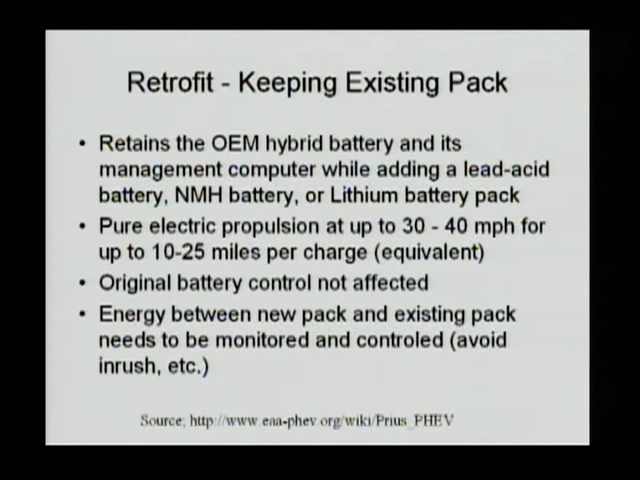 Retrofit - Keeping Existing Pack
• Retains the OEM hybrid battery and its
management computer while adding a lead-acid
battery, NMH battery, or Lithium battery pack
• Pure electric propulsion at up to 30 - 40 mph for
up to 10-25 miles per charge (equivalent)
• Original battery control not affected
• Energy between new pack and existing pack
needs to be monitored and controled (avoid
inrush, etc.)
Source; http://www.eaa-phev.org/wiki/Prius_PHEV